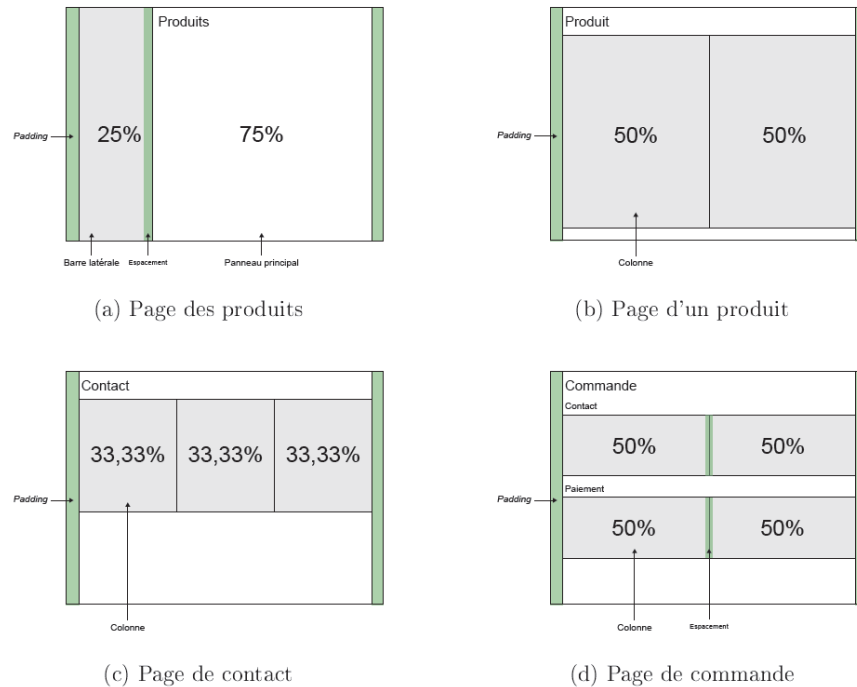 Produits
Padding
25%
75%
Barre latérale
Espacement
Panneau principal
(a) Page des produits
Produit
Padding
50%
50%
Colonne
(b) Page d'un produit
Contact
33,33%
33,33%
33,33%
Padding
Colonne
(c) Page de contact
Commande
Contact
50%
50%
Paiement
Padding
50%
50%
Colonne
Espacement
(d) Page de commande